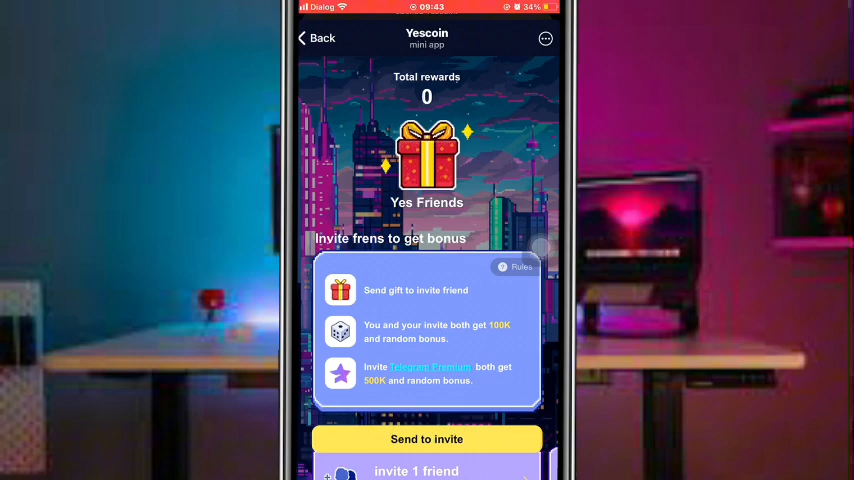 Dialog 09:43 34%
Back
Yescoin
mini app
Total rewards
0
Yes Friends
Invite frens to get bonus
? Rules
Send gift to invite friend
You and your invite both get 100K
and random bonus.
Invite Telegram Premium both get
500K and random bonus.
Send to invite
invite 1 friend